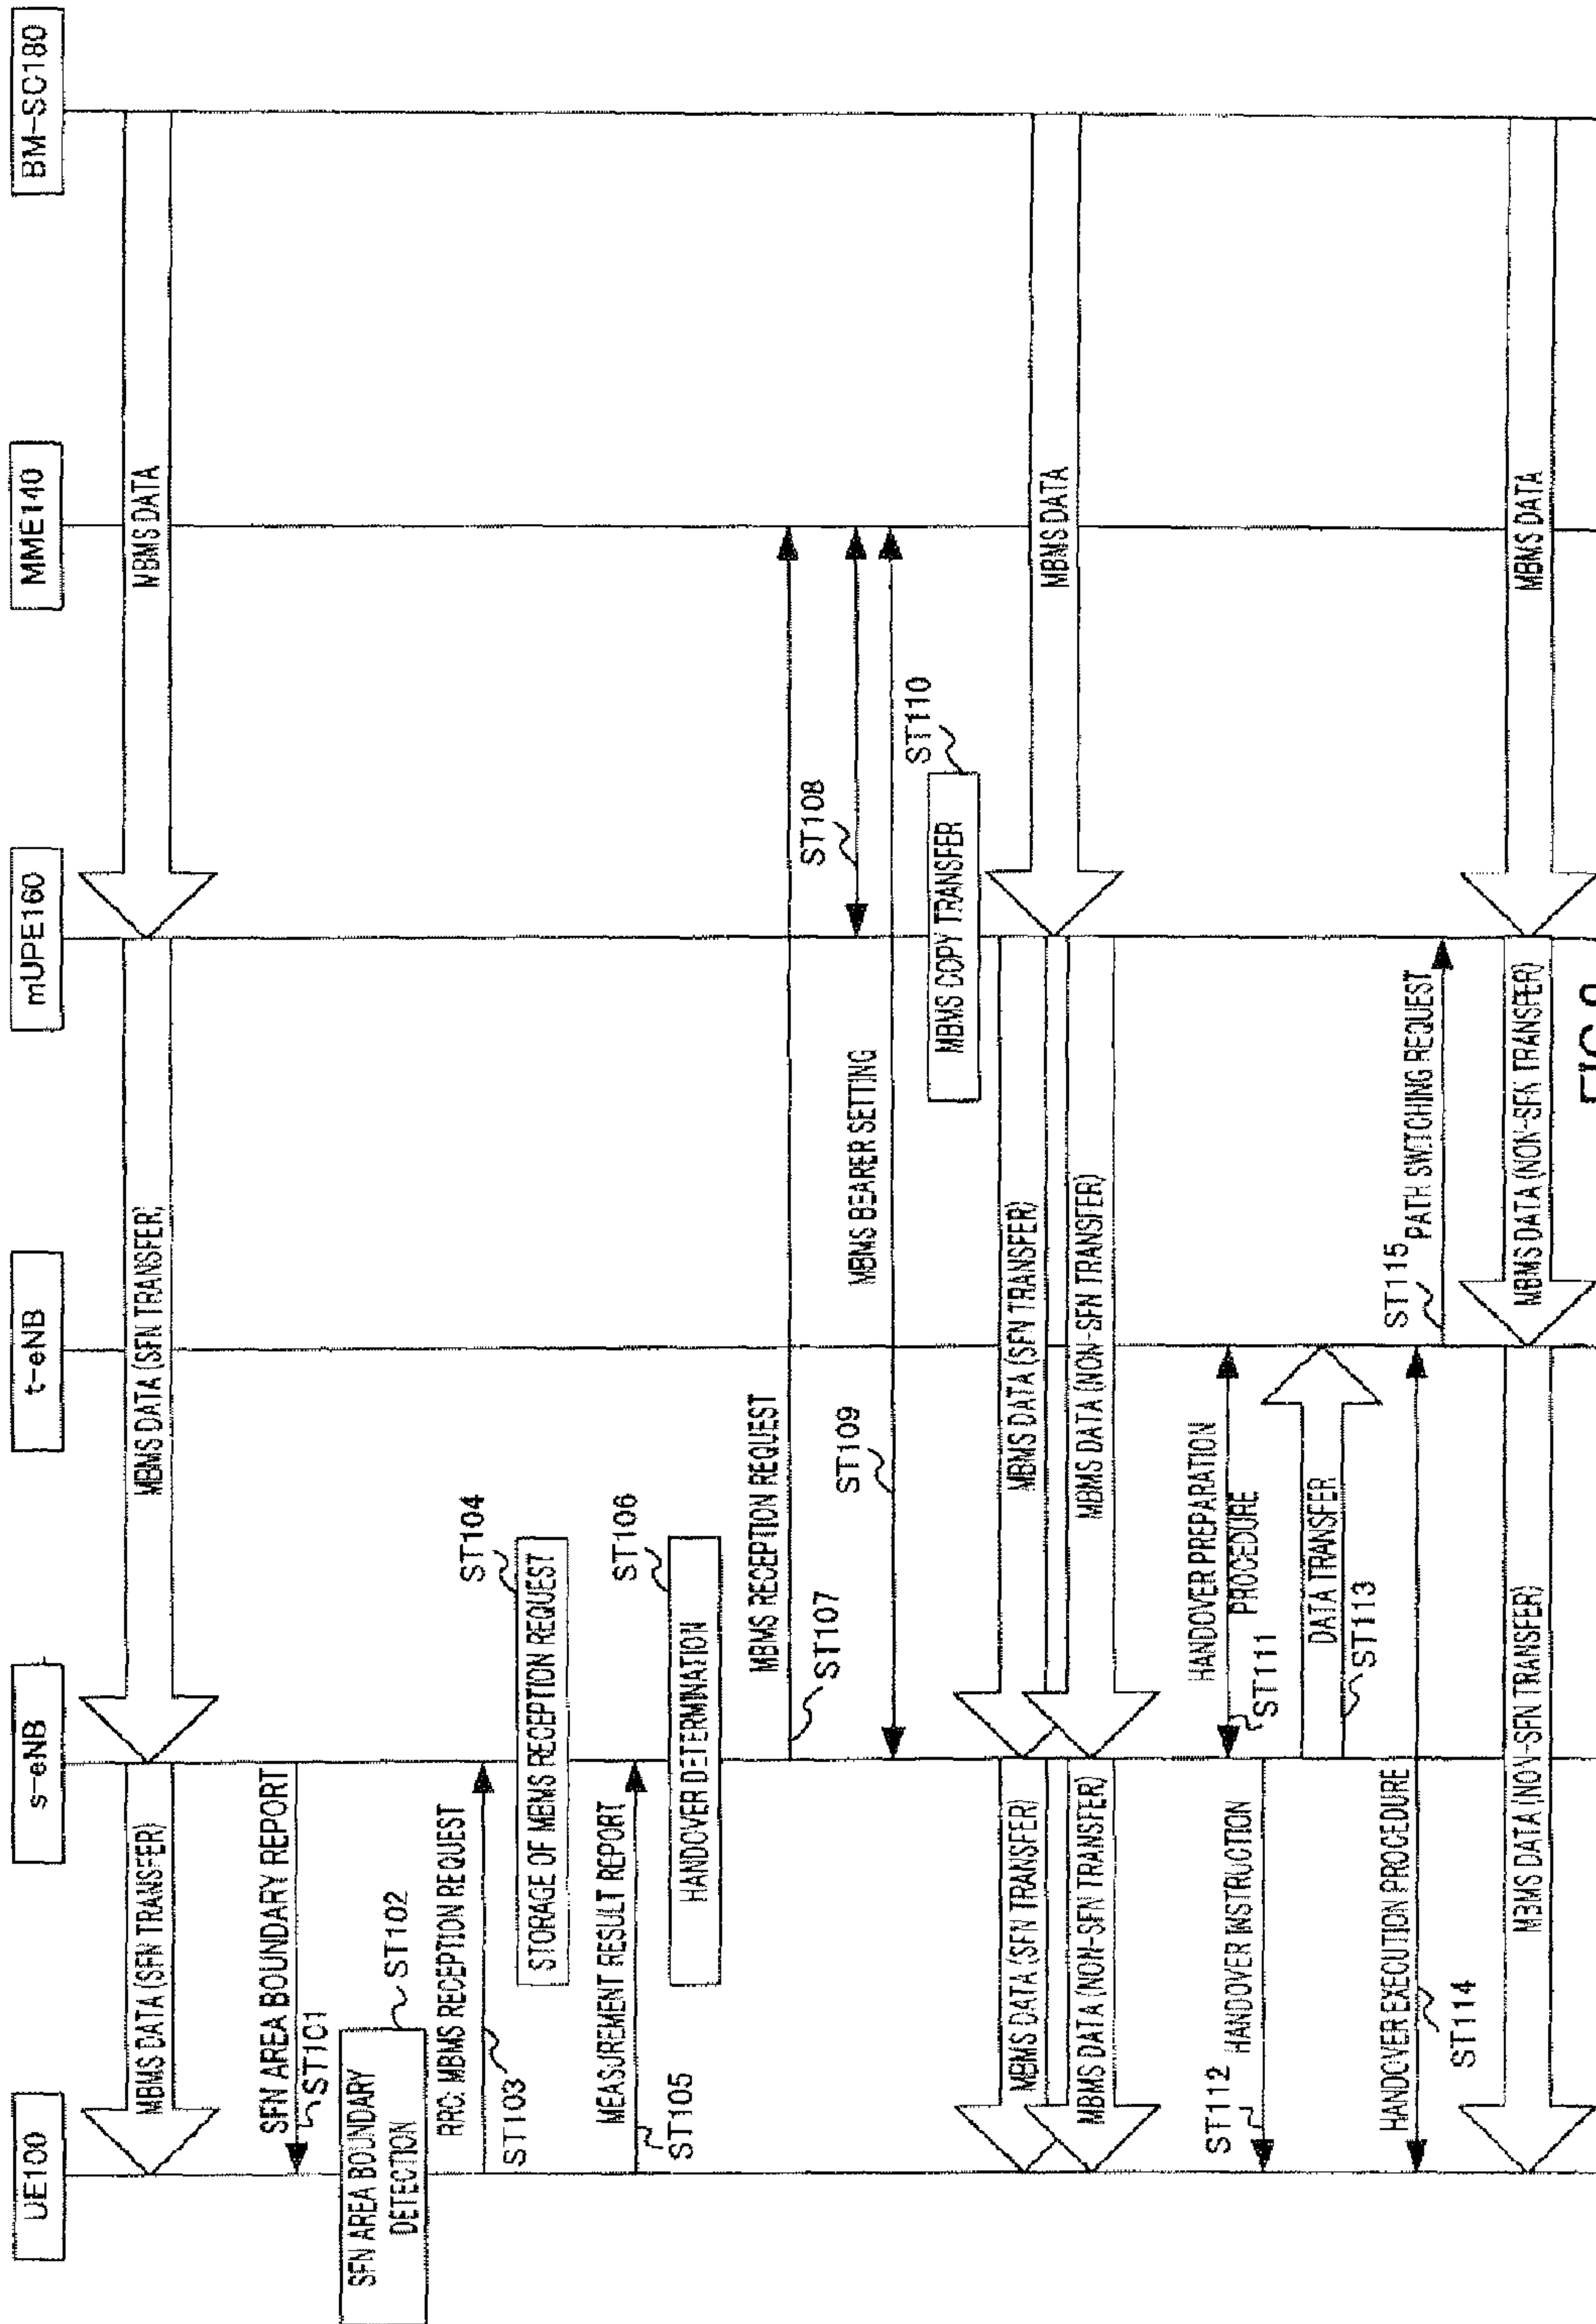 UE100
s-eNB
t-eNB
mUPE160
MME140
BM-SC180
MBMS DATA (SFN TRANSFER)
MBMS DATA (SFN TRANSFER)
MBMS DATA
SFN AREA BOUNDARY REPORT
ST101
SFN AREA BOUNDARY
DETECTION
ST102
RRC: MBMS RECEPTION REQUEST
ST103
ST104
STORAGE OF MBMS RECEPTION REQUEST
MEASUREMENT RESULT REPORT
ST105
ST106
HANDOVER DETERMINATION
MBMS RECEPTION REQUEST
ST107
ST108
MBMS BEARER SETTING
ST109
ST110
MBMS COPY TRANSFER
MBMS DATA (SFN TRANSFER)
MBMS DATA (SFN TRANSFER)
MBMS DATA
MBMS DATA (NON-SFN TRANSFER)
MBMS DATA (NON-SFN TRANSFER)
HANDOVER PREPARATION
PROCEDURE
ST111
ST112
HANDOVER INSTRUCTION
DATA TRANSFER
ST113
HANDOVER EXECUTION PROCEDURE
ST114
ST115
PATH SWITCHING REQUEST
MBMS DATA (NON-SFN TRANSFER)
MBMS DATA (NON-SFN TRANSFER)
MBMS DATA